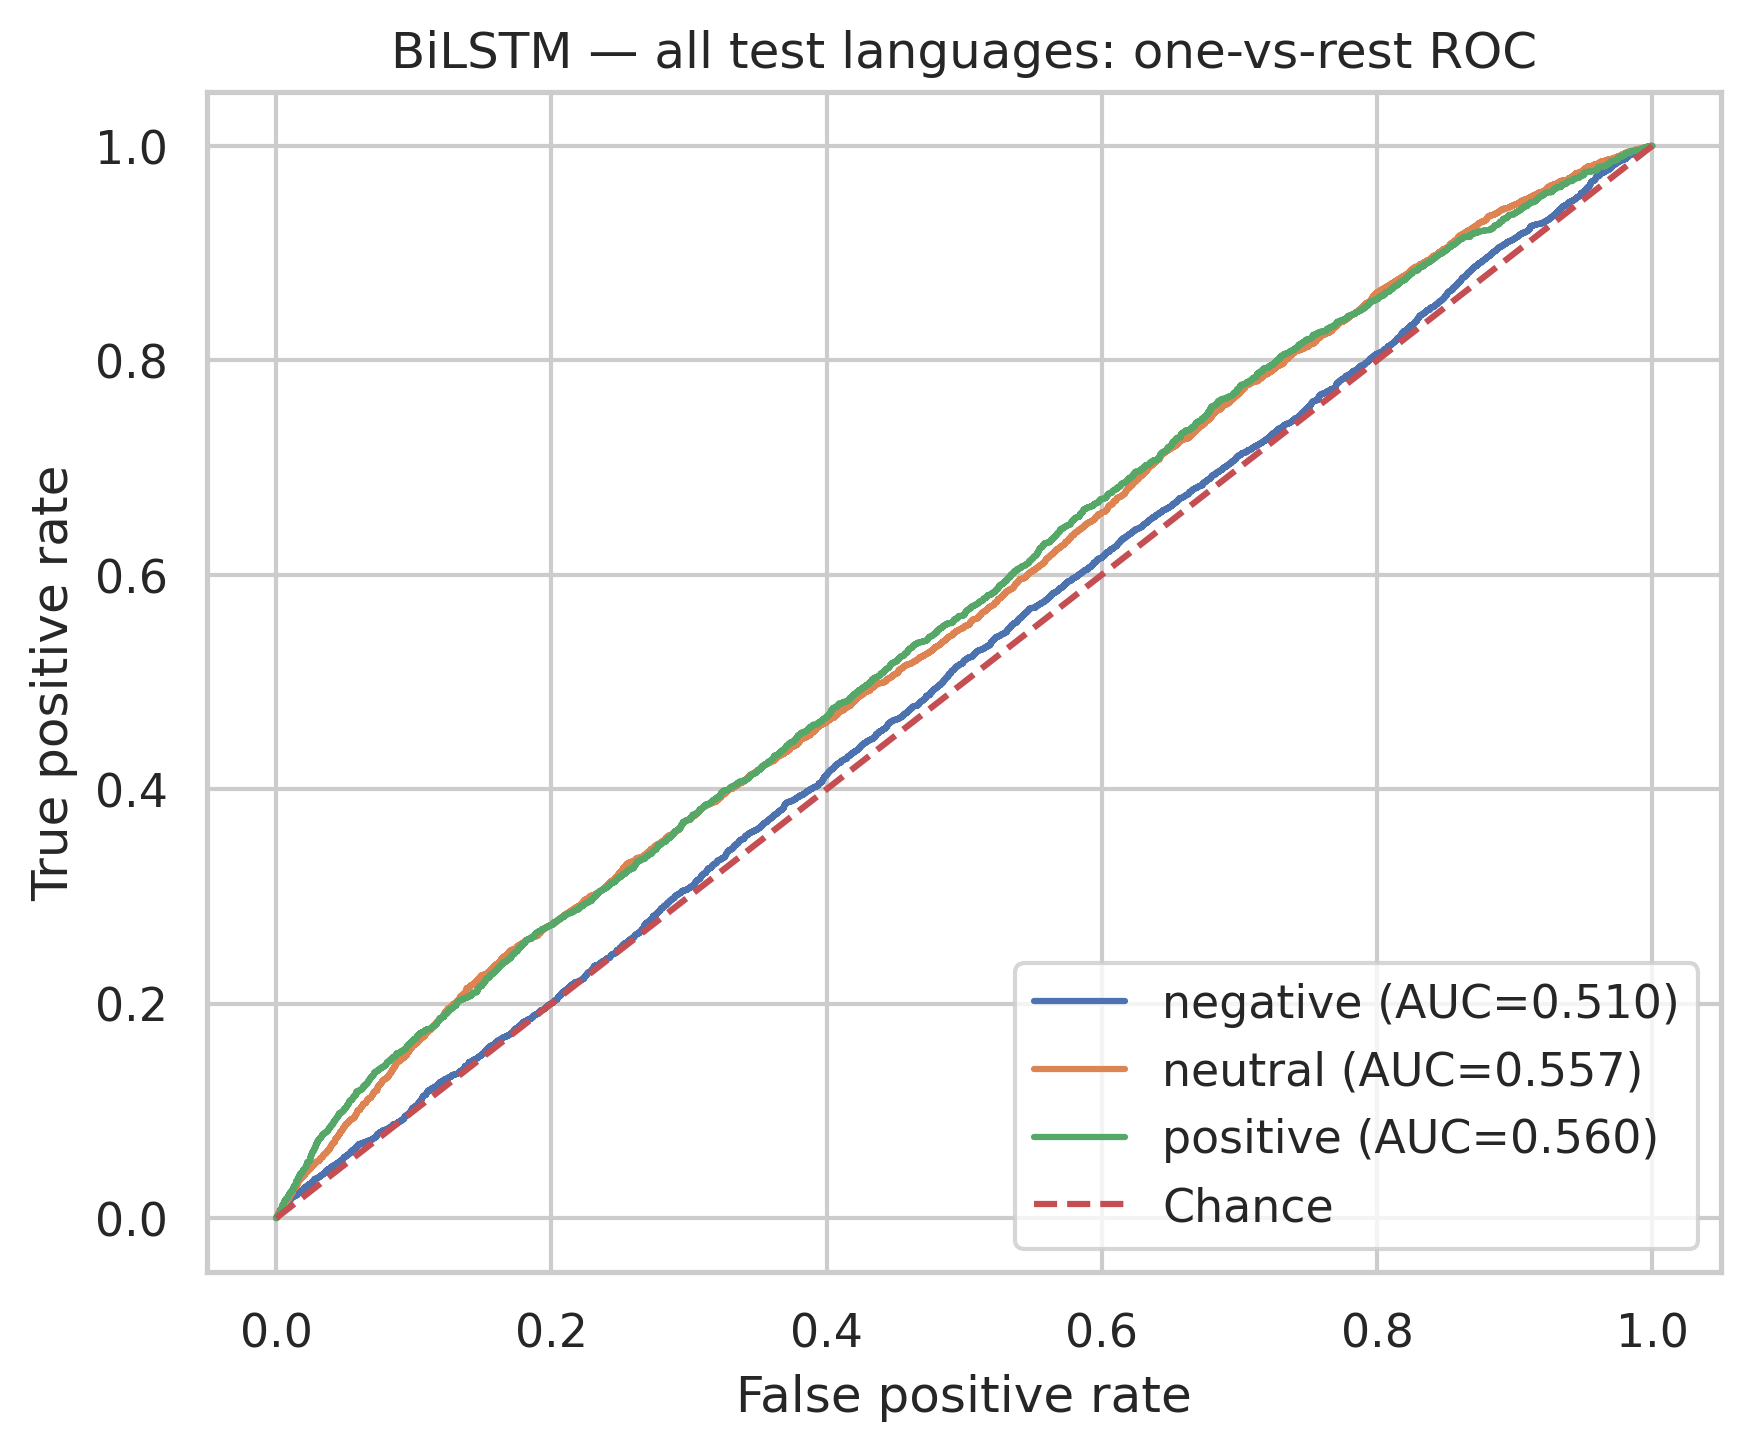 BiLSTM — all test languages: one-vs-rest ROC
True positive rate
1.0
0.8
0.6
0.4
0.2
0.0
negative (AUC=0.510)
neutral (AUC=0.557)
positive (AUC=0.560)
Chance
0.0 0.2 0.4 0.6 0.8 1.0
False positive rate